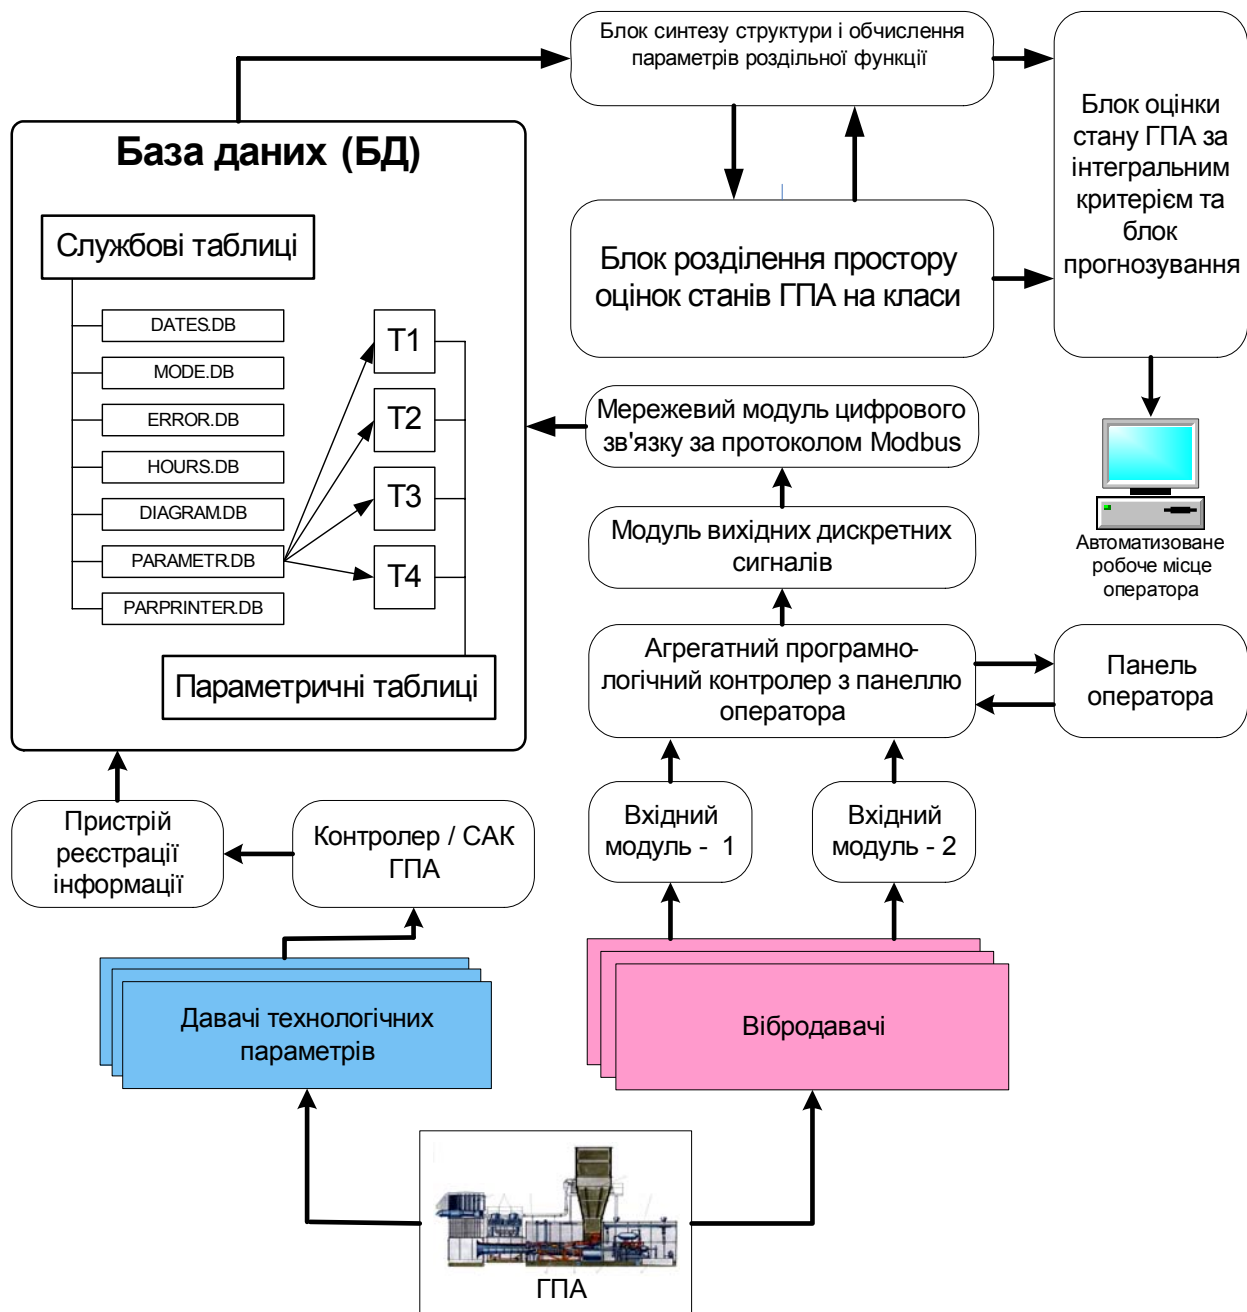 Блок синтезу структури і обчислення
параметрів роздільної функції
Блок оцінки
стану ГПА за
інтегральним
критерієм та
блок
прогнозування
База даних (БД)
Службові таблиці
DATES.DB
MODE.DB
ERROR.DB
HOURS.DB
DIAGRAM.DB
PARAMETR.DB
PARPRINTER.DB
Т1
Т2
Т3
Т4
Параметричні таблиці
Блок розділення простору
оцінок станів ГПА на класи
Мережевий модуль цифрового
зв'язку за протоколом Modbus
Модуль вихідних дискретних
сигналів
Автоматизоване
робоче місце
оператора
Агрегатний програмно-
логічний контролер з панеллю
оператора
Панель
оператора
Пристрій
реєстрації
інформації
Контролер / САК
ГПА
Вхідний
модуль - 1
Вхідний
модуль - 2
Давачі технологічних
параметрів
Вібродавачі
ГПА